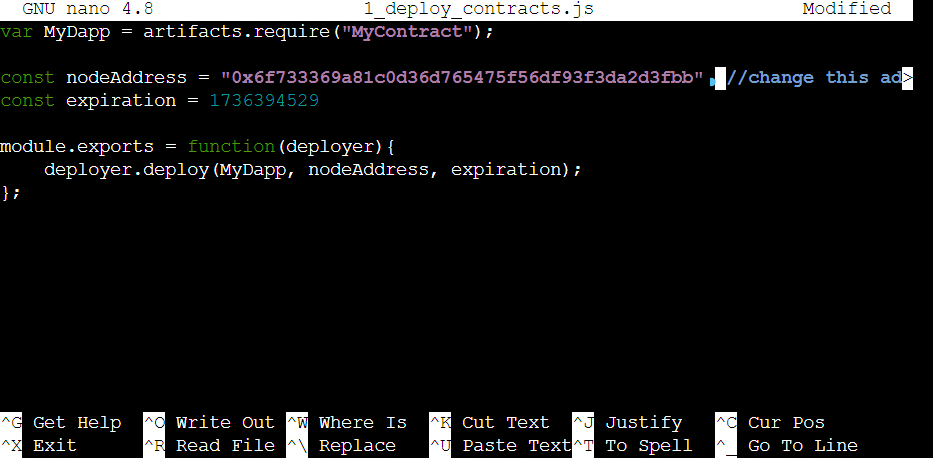 GNU nano 4.8 1_deploy_contracts.js Modified
var MyDapp = artifacts.require("MyContract");
const nodeAddress = "0x6f733369a81c0d36d765475f56df93f3da2d3fbb" //change this ad>
const expiration = 1736394529
module.exports = function(deployer){
    deployer.deploy(MyDapp, nodeAddress, expiration);
};
^G Get Help ^O Write Out ^W Where Is ^K Cut Text ^J Justify ^C Cur Pos
^X Exit ^R Read File ^\ Replace ^U Paste Text ^T To Spell ^_ Go To Line